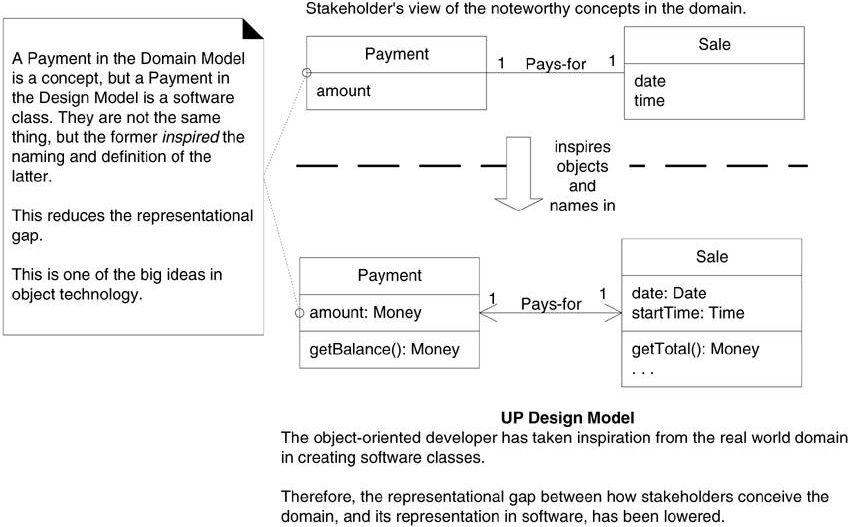 Stakeholder's view of the noteworthy concepts in the domain.
A Payment in the Domain Model
is a concept, but a Payment in
the Design Model is a software
class. They are not the same
thing, but the former inspired the
naming and definition of the
latter.
This reduces the representational
gap.
This is one of the big ideas in
object technology.
Payment
amount
1 Pays-for 1
Sale
date
time
inspires
objects
and
names in
Payment
amount: Money
getBalance(): Money
1 Pays-for 1
Sale
date: Date
startTime: Time
getTotal(): Money
. . .
UP Design Model
The object-oriented developer has taken inspiration from the real world domain
in creating software classes.
Therefore, the representational gap between how stakeholders conceive the
domain, and its representation in software, has been lowered.